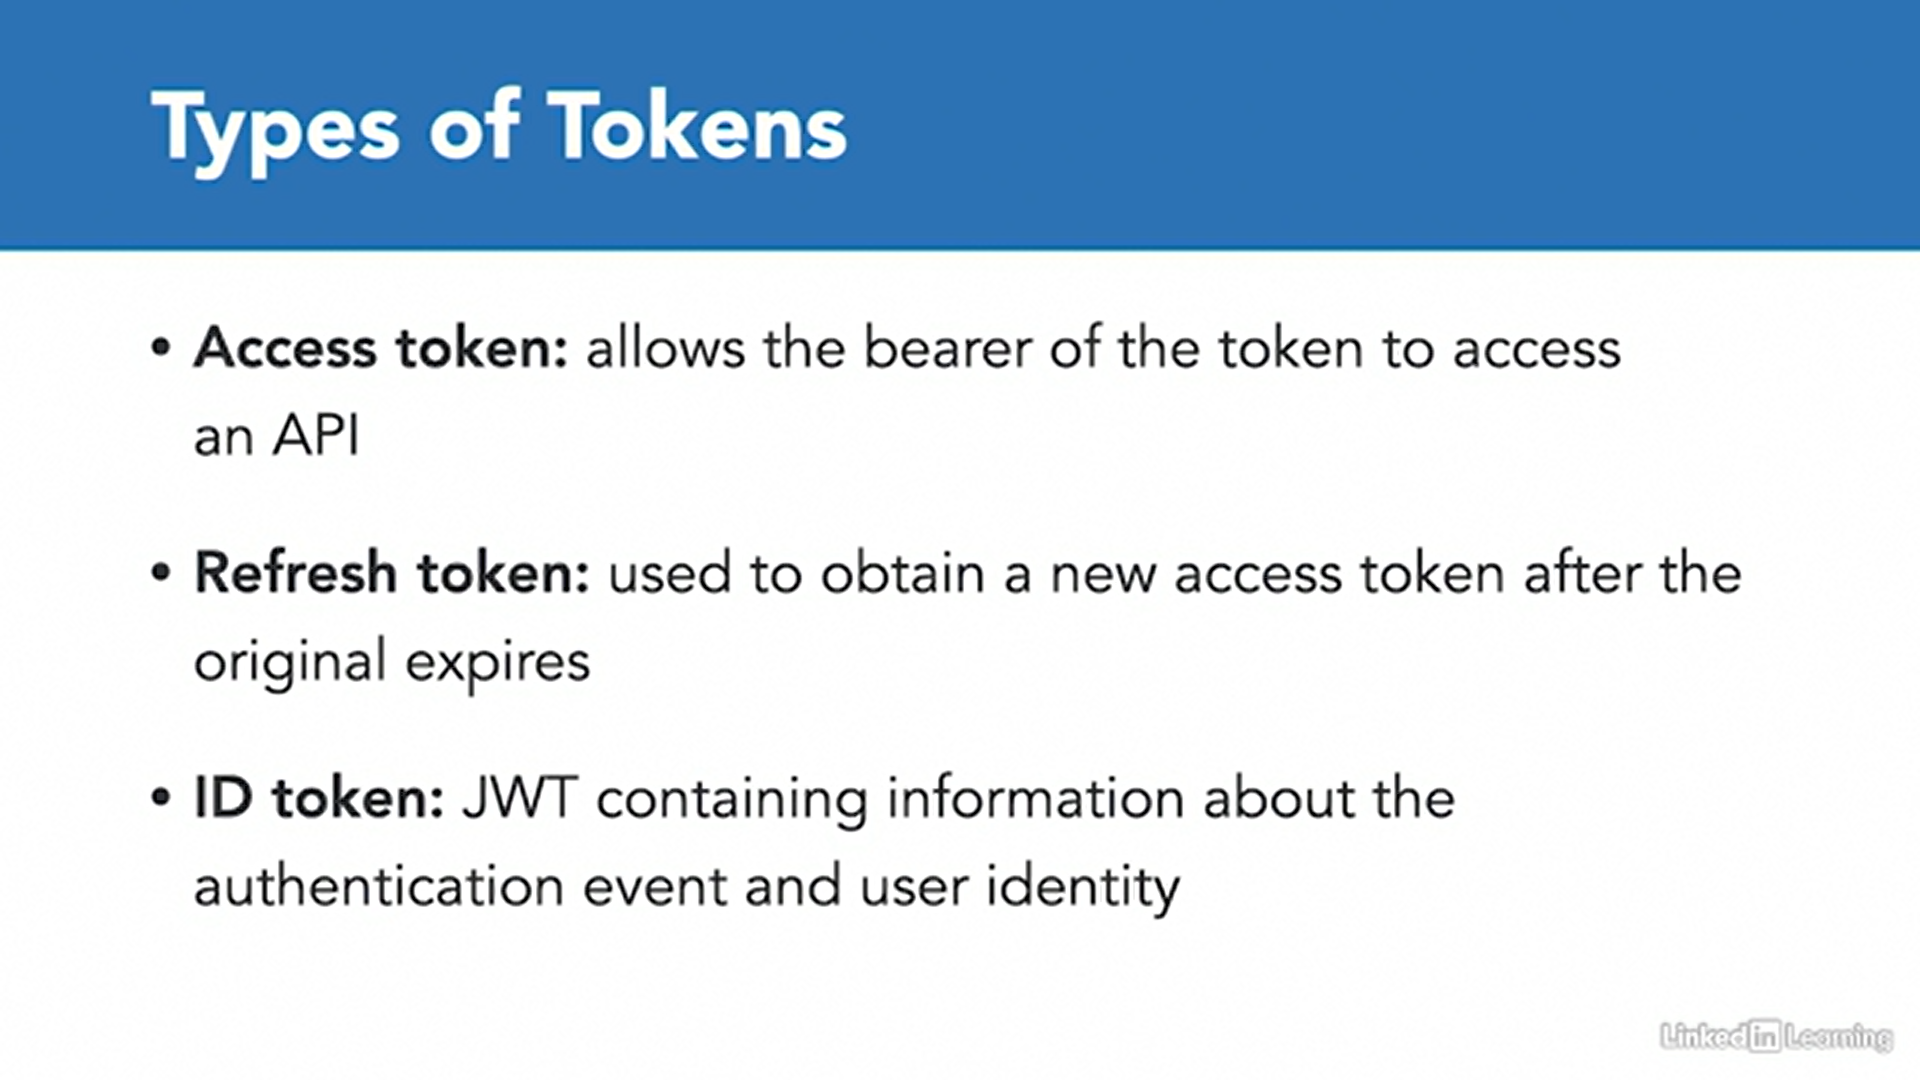 Types of Tokens
• Access token: allows the bearer of the token to access
an API
• Refresh token: used to obtain a new access token after the
original expires
• ID token: JWT containing information about the
authentication event and user identity
Linked in Learning